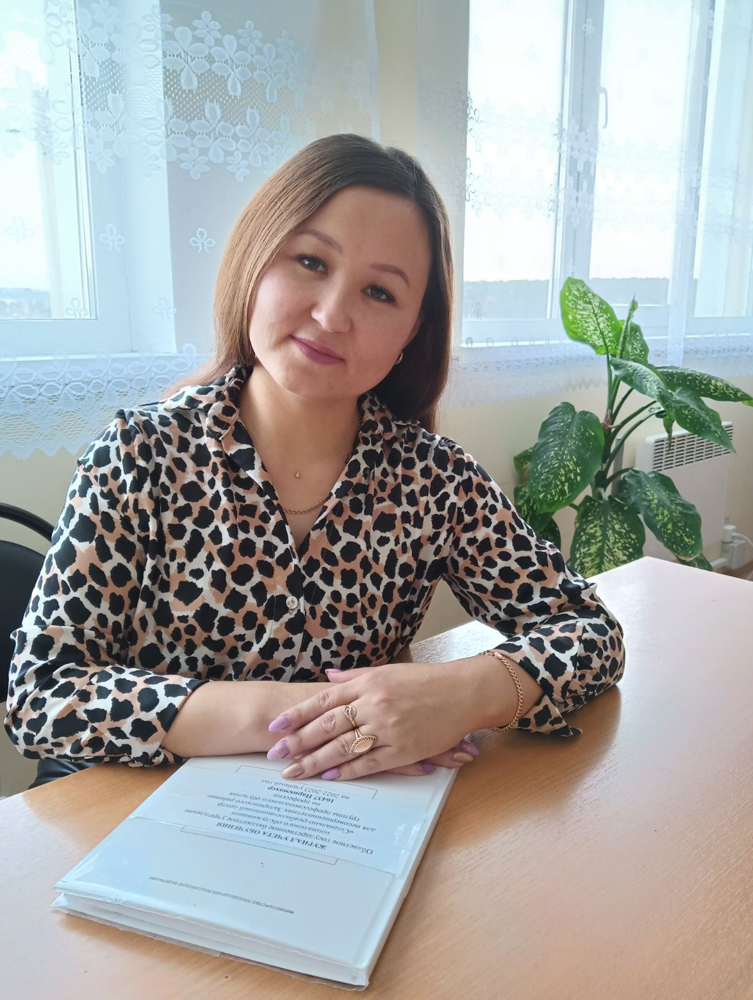 МИНИСТЕРСТВО ПРОСВЕЩЕНИЯ РОССИЙСКОЙ ФЕДЕРАЦИИ
ЖУРНАЛ УЧЕТА ОБУЧЕНИЯ
Областное государственное бюджетное учреждение
социального обслуживания
«Социально-реабилитационный центр
для несовершеннолетних Заларинского района»
группы профессионального обучения
по профессии
16437 Парикмахер
на 2022-2023 учебный год